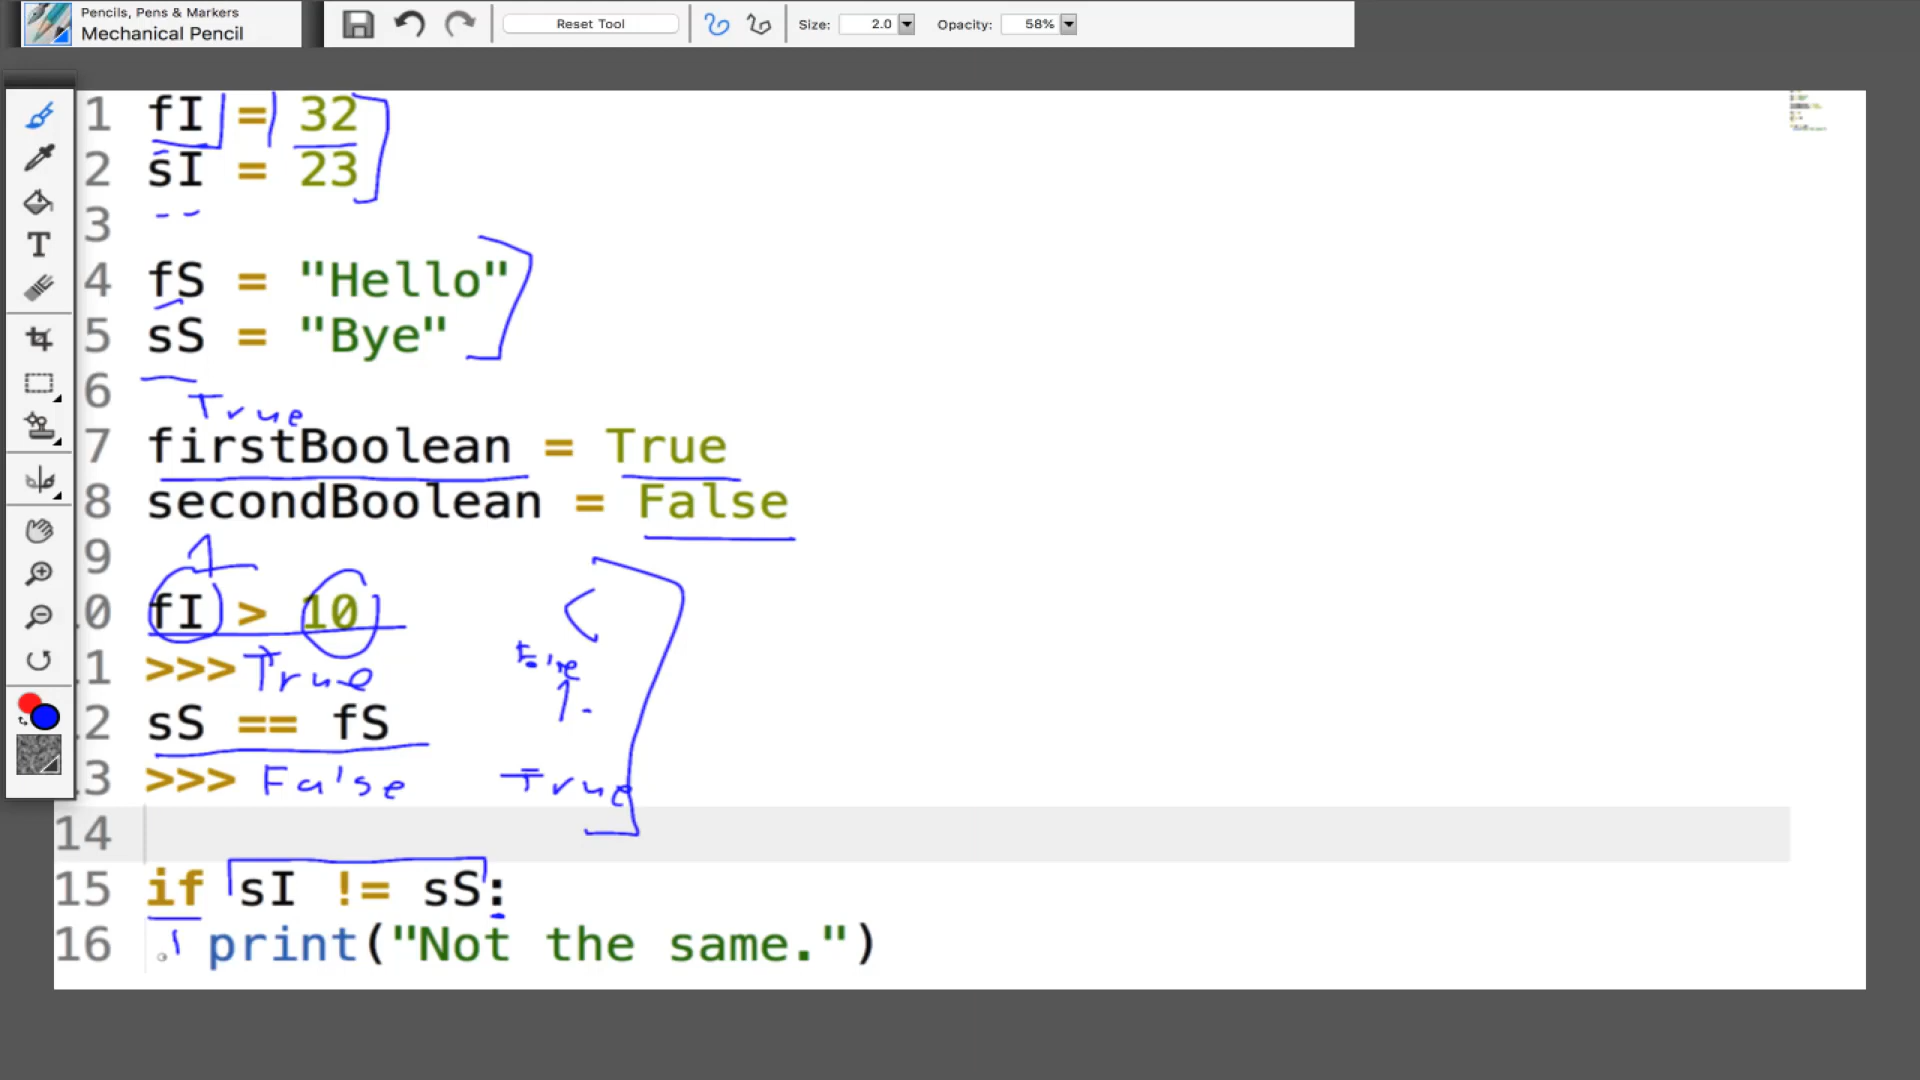 Pencils, Pens & Markers
Mechanical Pencil
Reset Tool
Size: 2.0
Opacity: 58%
1 fI = 32
2 sI = 23
3
4 fS = "Hello"
5 sS = "Bye"
6
True
7 firstBoolean = True
8 secondBoolean = False
9
10 fI > 10
11 >>> True
12 sS == fS
13 >>> False True
14
15 if sI != sS:
16 print("Not the same.")